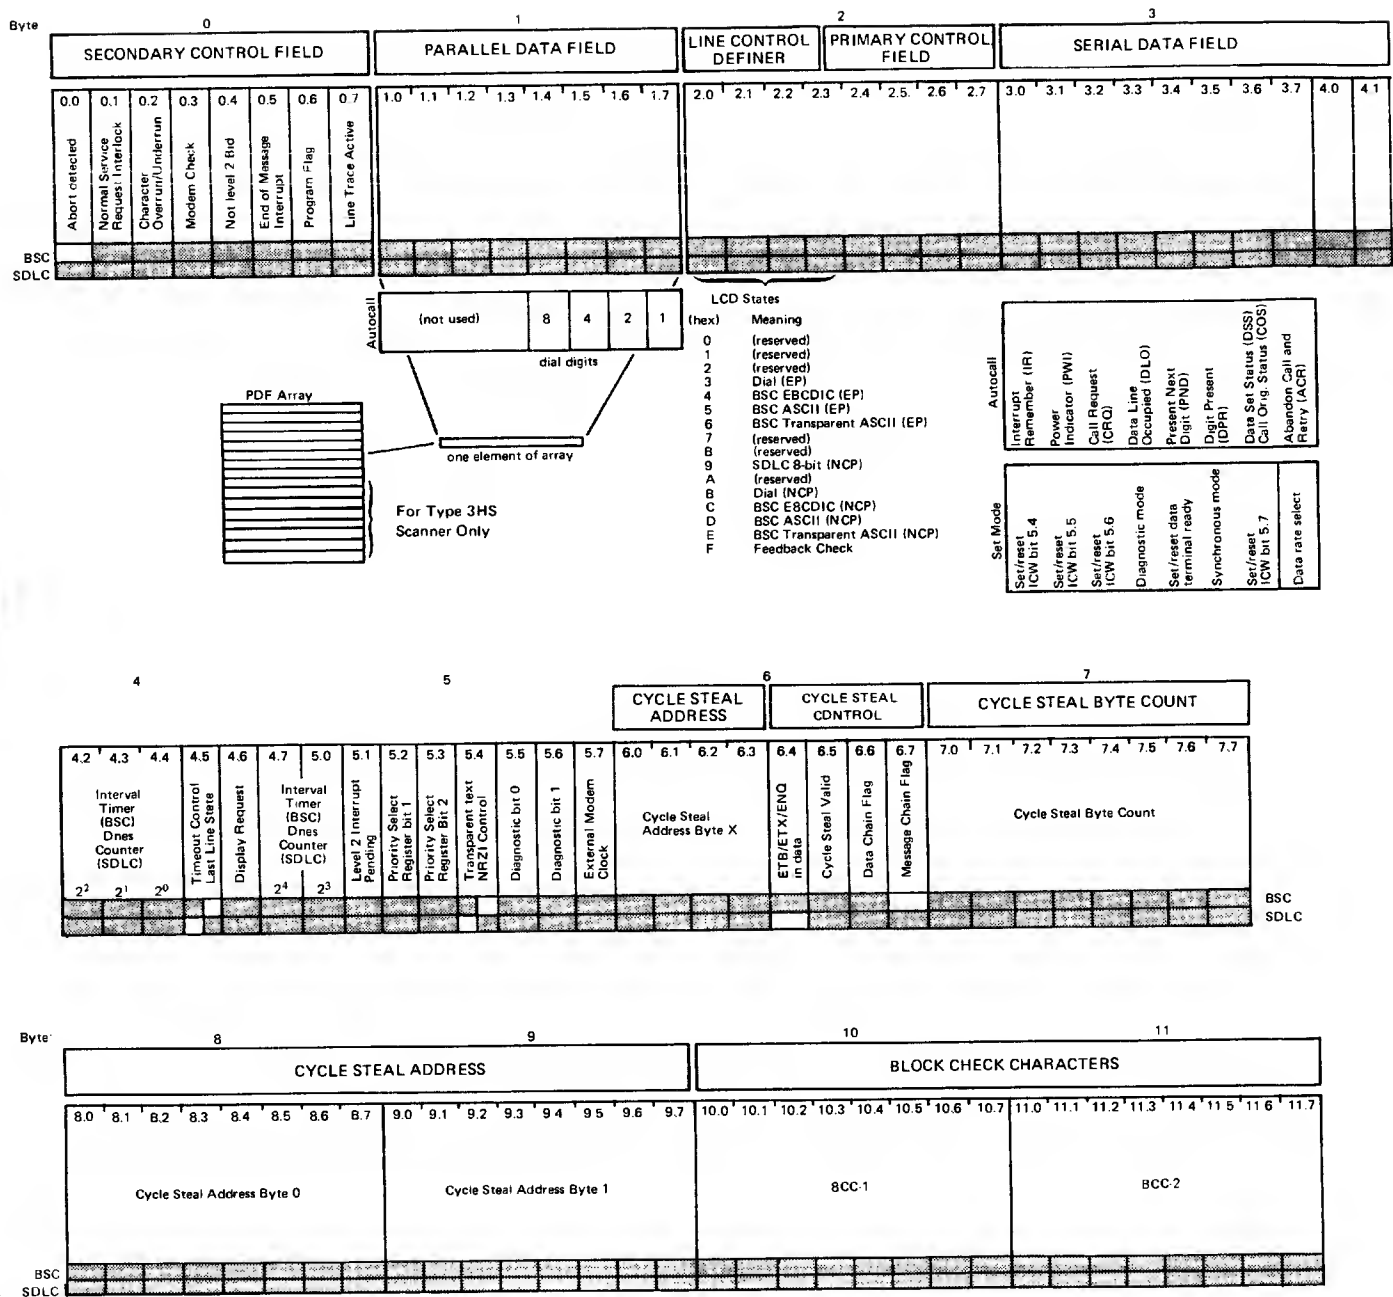 Byte 0 1 2 3
SECONDARY CONTROL FIELD
PARALLEL DATA FIELD
LINE CONTROL
DEFINER
PRIMARY CONTROL
FIELD
SERIAL DATA FIELD
0.0 0.1 0.2 0.3 0.4 0.5 0.6 0.7 1.0 1.1 1.2 1.3 1.4 1.5 1.6 1.7 2.0 2.1 2.2 2.3 2.4 2.5. 2.6 2.7 3.0 3.1 3.2 3.3 3.4 3.5 3.6 3.7 4.0 4.1
Abort detected
Normal Service
Request Interlock
Character
Overrun/Underrun
Modem Check
Not level 2 Bid
End of Message
Interrupt
Program Flag
Line Trace Active
BSC
SDLC
Autocall
(not used) 8 4 2 1
dial digits
PDF Array
one element of array
For Type 3HS
Scanner Only
LCD States
(hex) Meaning
0 (reserved)
1 (reserved)
2 (reserved)
3 Dial (EP)
4 BSC EBCDIC (EP)
5 BSC ASCII (EP)
6 BSC Transparent ASCII (EP)
7 (reserved)
B (reserved)
9 SDLC 8-bit (NCP)
A (reserved)
B Dial (NCP)
C BSC E8CDIC (NCP)
D BSC ASCII (NCP)
E BSC Transparent ASCII (NCP)
F Feedback Check
Autocall
Interrupt
Remember (IR)
Power
Indicator (PWI)
Call Request
(CRQ)
Data Line
Occupied (DLO)
Present Next
Digit (PND)
Digit Present
(DPR)
Data Set Status (DSS)
Call Orig. Status (COS)
Abandon Call and
Retry (ACR)
Set Mode
Set/reset
ICW bit 5.4
Set/reset
ICW bit 5.5
Set/reset
ICW bit 5.6
Diagnostic mode
Set/reset data
terminal ready
Synchronous mode
Set/reset
ICW bit 5.7
Data rate select
4 5 6 7
CYCLE STEAL
ADDRESS
CYCLE STEAL
CDNTROL
CYCLE STEAL BYTE COUNT
4.2 4.3 4.4 4.5 4.6 4.7 5.0 5.1 5.2 5.3 5.4 5.5 5.6 5.7 6.0 6.1 6.2 6.3 6.4 6.5 6.6 6.7 7.0 7.1 7.2 7.3 7.4 7.5 7.6 7.7
Interval
Timer
(BSC)
Dnes
Counter
(SDLC)
2² 2¹ 2⁰
Timeout Control
Last Line State
Display Request
Interval
Timer
(BSC)
Dnes
Counter
(SDLC)
2⁴ 2³
Level 2 Interrupt
Pending
Priority Select
Register bit 1
Priority Select
Register Bit 2
Transparent text
NRZI Control
Diagnostic bit 0
Diagnostic bit 1
External Modem
Clock
Cycle Steal
Address Byte X
ETB/ETX/ENQ
in data
Cycle Steal Valid
Data Chain Flag
Message Chain Flag
Cycle Steal Byte Count
BSC
SDLC
Byte 8 9 10 11
CYCLE STEAL ADDRESS
BLOCK CHECK CHARACTERS
8.0 8.1 8.2 8.3 8.4 8.5 8.6 8.7 9.0 9.1 9.2 9.3 9 4 9 5 9.6 9.7 10.0 10.1 10.2 10.3 10.4 10.5 10.6 10.7 11.0 11.1 11.2 11.3 11 4 11 5 11 6 11.7
Cycle Steal Address Byte 0
Cycle Steal Address Byte 1
8CC-1
BCC-2
BSC
SDLC